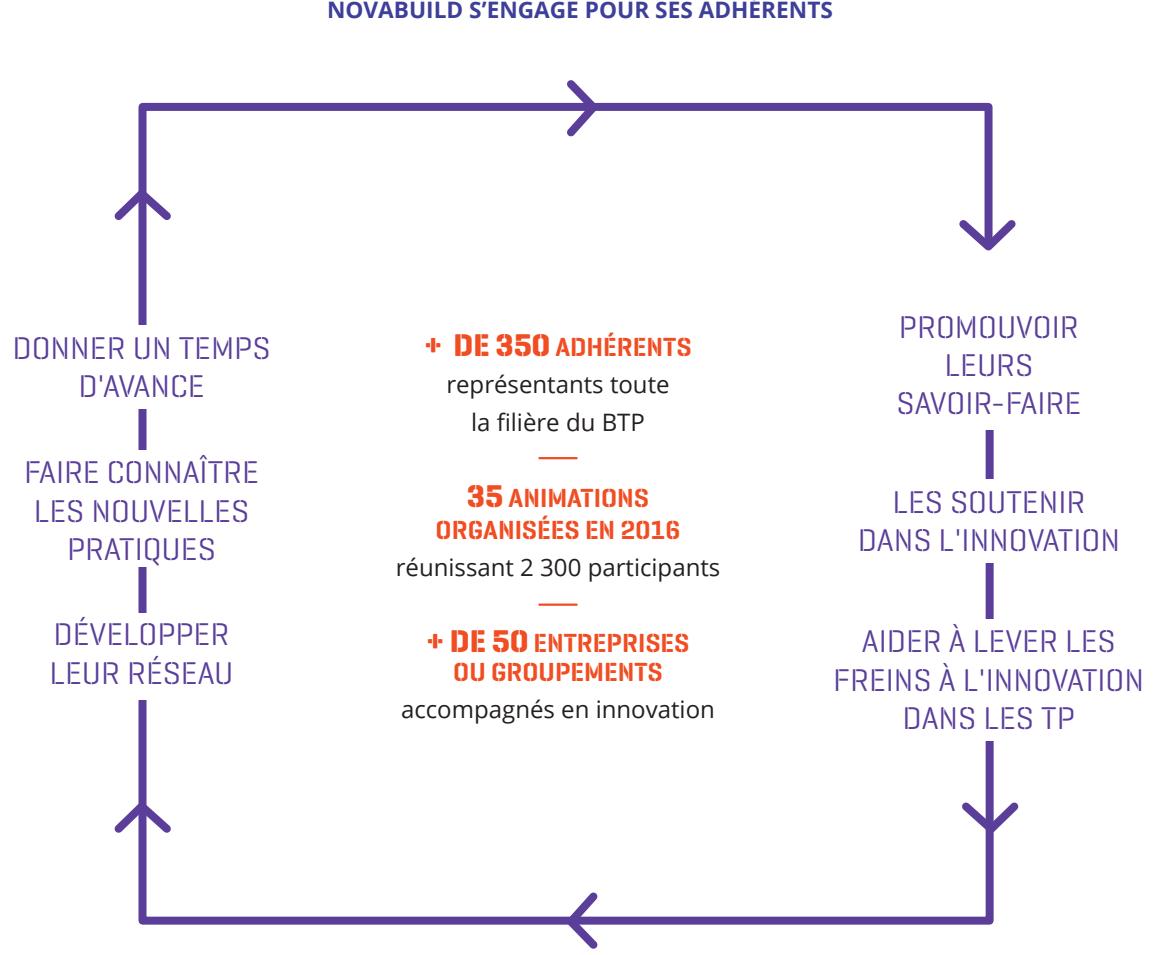 NOVABUILD S’ENGAGE POUR SES ADHÉRENTS
DONNER UN TEMPS
D'AVANCE
FAIRE CONNAÎTRE
LES NOUVELLES
PRATIQUES
DÉVELOPPER
LEUR RÉSEAU
+ DE 350 ADHÉRENTS
représentants toute
la filière du BTP
35 ANIMATIONS
ORGANISÉES EN 2016
réunissant 2 300 participants
+ DE 50 ENTREPRISES
OU GROUPEMENTS
accompagnés en innovation
PROMOUVOIR
LEURS
SAVOIR-FAIRE
LES SOUTENIR
DANS L'INNOVATION
AIDER À LEVER LES
FREINS À L'INNOVATION
DANS LES TP